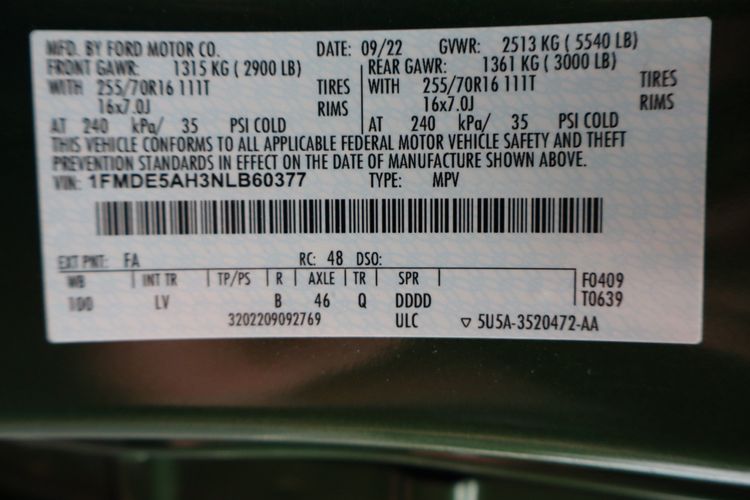 MFD. BY FORD MOTOR CO. DATE: 09/22 GVWR: 2513 KG ( 5540 LB)
FRONT GAWR: 1315 KG ( 2900 LB) REAR GAWR: 1361 KG ( 3000 LB)
WITH 255/70R16 111T TIRES WITH 255/70R16 111T TIRES
16x7.0J RIMS 16x7.0J RIMS
AT 240 kPa/ 35 PSI COLD AT 240 kPa/ 35 PSI COLD
THIS VEHICLE CONFORMS TO ALL APPLICABLE FEDERAL MOTOR VEHICLE SAFETY AND THEFT
PREVENTION STANDARDS IN EFFECT ON THE DATE OF MANUFACTURE SHOWN ABOVE.
VIN: 1FMDE5AH3NLB60377 TYPE: MPV
EXT PNT: FA RC: 48 DSO:
WB INT TR TP/PS R AXLE TR SPR F0409
100 LV B 46 Q DDDD T0639
3202209092769 ULC ▽ 5U5A-3520472-AA